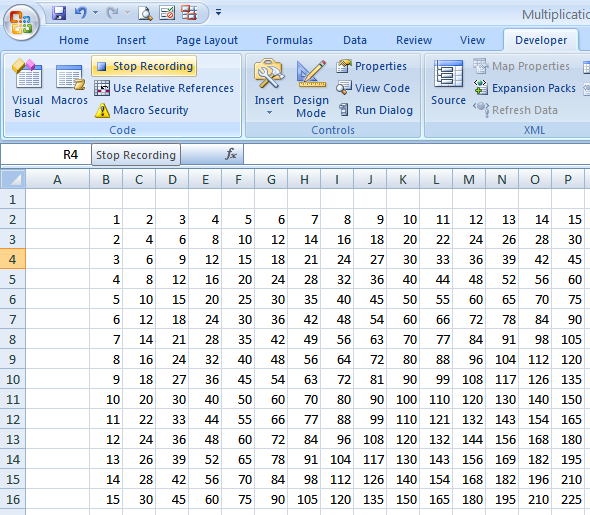 Multiplicatio
Home Insert Page Layout Formulas Data Review View Developer
Visual Basic
Macros
Stop Recording
Use Relative References
Macro Security
Code
Insert
Design Mode
Properties
View Code
Run Dialog
Controls
Source
Map Properties
Expansion Packs
Refresh Data
XML
R4 Stop Recording fx
A B C D E F G H I J K L M N O P
1
2 1 2 3 4 5 6 7 8 9 10 11 12 13 14 15
3 2 4 6 8 10 12 14 16 18 20 22 24 26 28 30
4 3 6 9 12 15 18 21 24 27 30 33 36 39 42 45
5 4 8 12 16 20 24 28 32 36 40 44 48 52 56 60
6 5 10 15 20 25 30 35 40 45 50 55 60 65 70 75
7 6 12 18 24 30 36 42 48 54 60 66 72 78 84 90
8 7 14 21 28 35 42 49 56 63 70 77 84 91 98 105
9 8 16 24 32 40 48 56 64 72 80 88 96 104 112 120
10 9 18 27 36 45 54 63 72 81 90 99 108 117 126 135
11 10 20 30 40 50 60 70 80 90 100 110 120 130 140 150
12 11 22 33 44 55 66 77 88 99 110 121 132 143 154 165
13 12 24 36 48 60 72 84 96 108 120 132 144 156 168 180
14 13 26 39 52 65 78 91 104 117 130 143 156 169 182 195
15 14 28 42 56 70 84 98 112 126 140 154 168 182 196 210
16 15 30 45 60 75 90 105 120 135 150 165 180 195 210 225